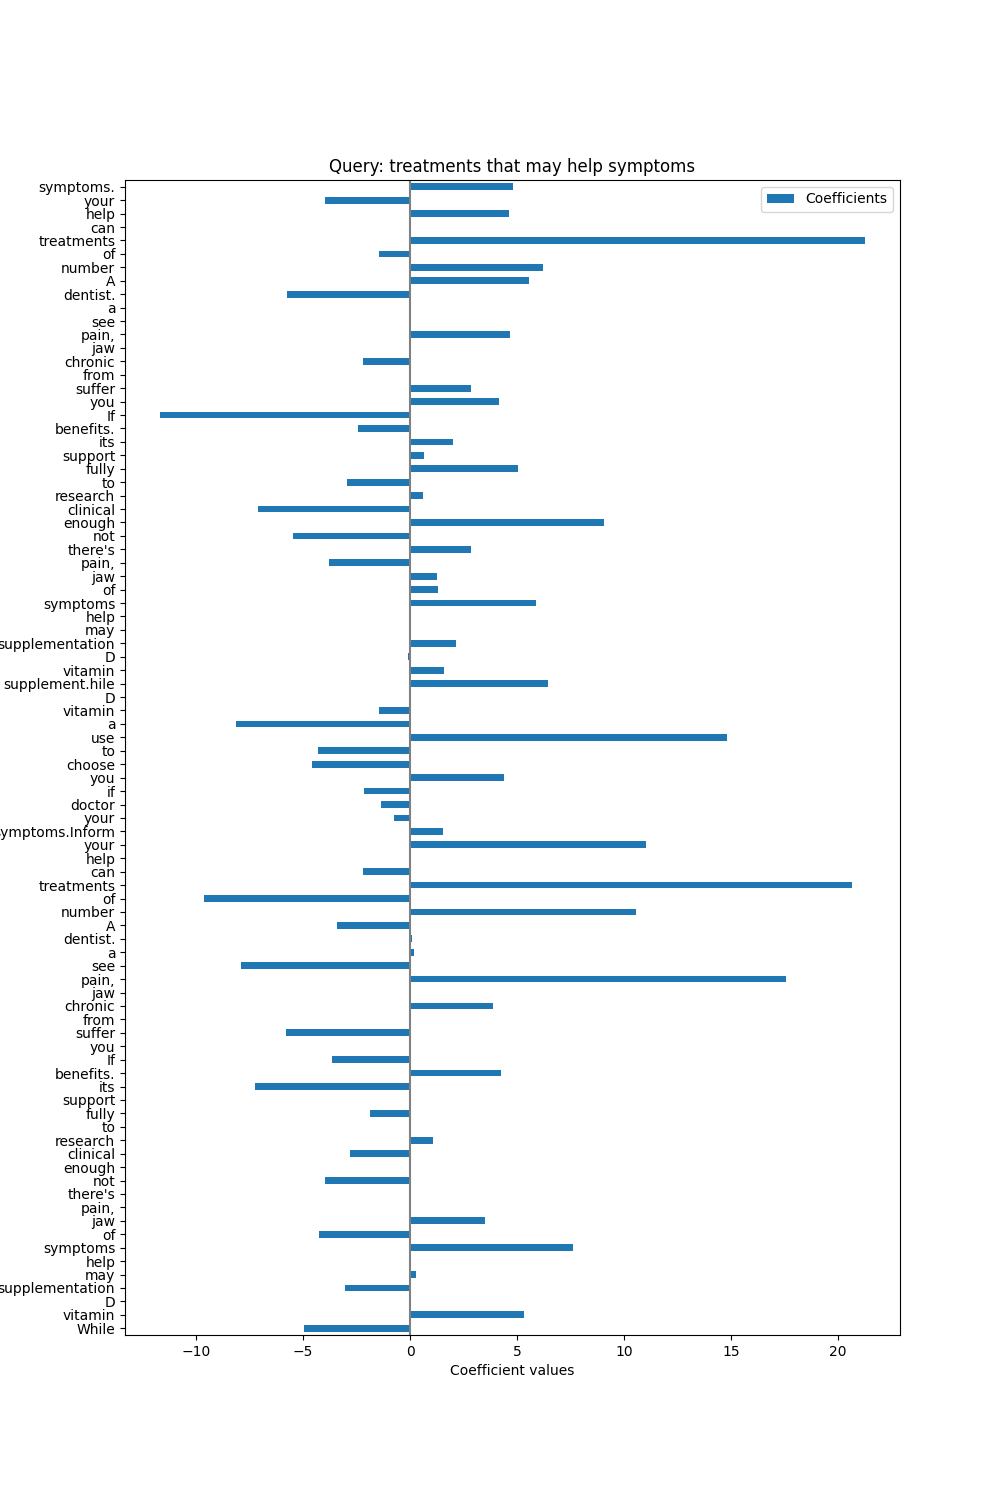 Query: treatments that may help symptoms
Coefficients
symptoms.
your
help
can
treatments
of
number
A
dentist.
a
see
pain,
jaw
chronic
from
suffer
you
If
benefits.
its
support
fully
to
research
clinical
enough
not
there's
pain,
jaw
of
symptoms
help
may
supplementation
D
vitamin
supplement.hile
D
vitamin
a
use
to
choose
you
if
doctor
your
symptoms.Inform
your
help
can
treatments
of
number
A
dentist.
a
see
pain,
jaw
chronic
from
suffer
you
If
benefits.
its
support
fully
to
research
clinical
enough
not
there's
pain,
jaw
of
symptoms
help
may
supplementation
D
vitamin
While
−10 −5 0 5 10 15 20
Coefficient values